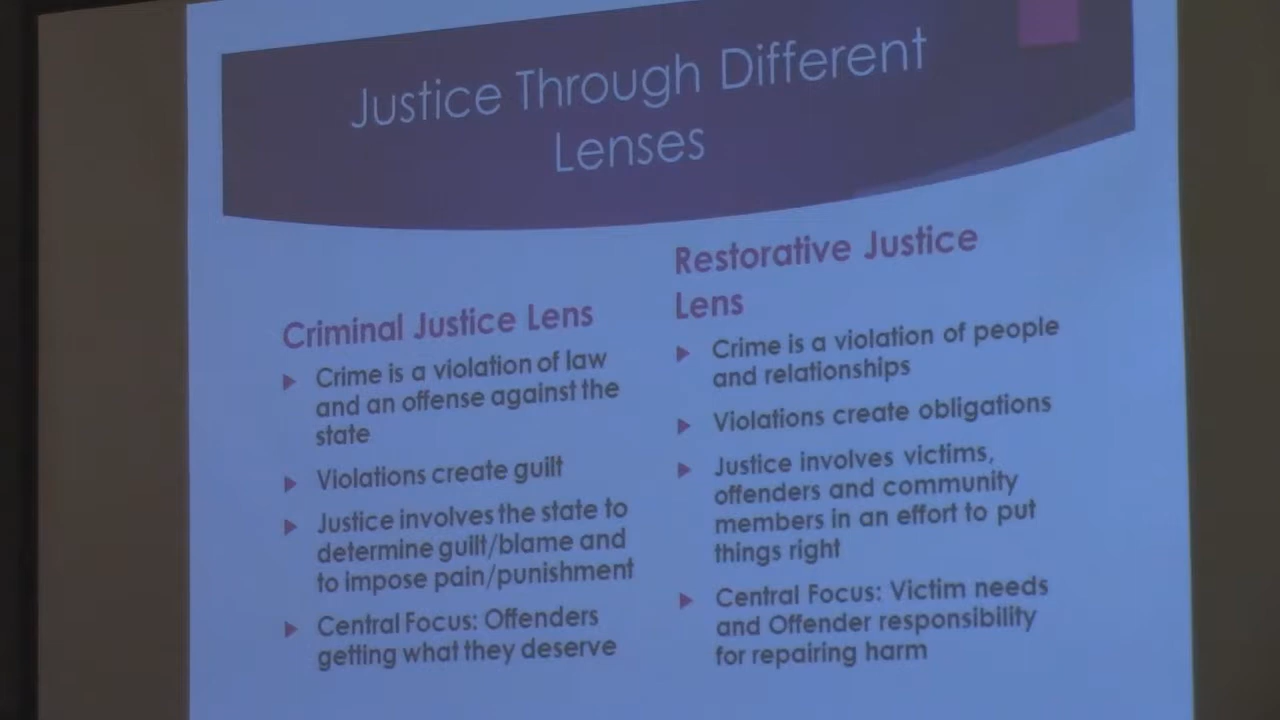 Justice Through Different
Lenses
Criminal Justice Lens
Crime is a violation of law
and an offense against the
state
Violations create guilt
Justice involves the state to
determine guilt/blame and
to impose pain/punishment
Central Focus: Offenders
getting what they deserve
Restorative Justice
Lens
Crime is a violation of people
and relationships
Violations create obligations
Justice involves victims,
offenders and community
members in an effort to put
things right
Central Focus: Victim needs
and Offender responsibility
for repairing harm